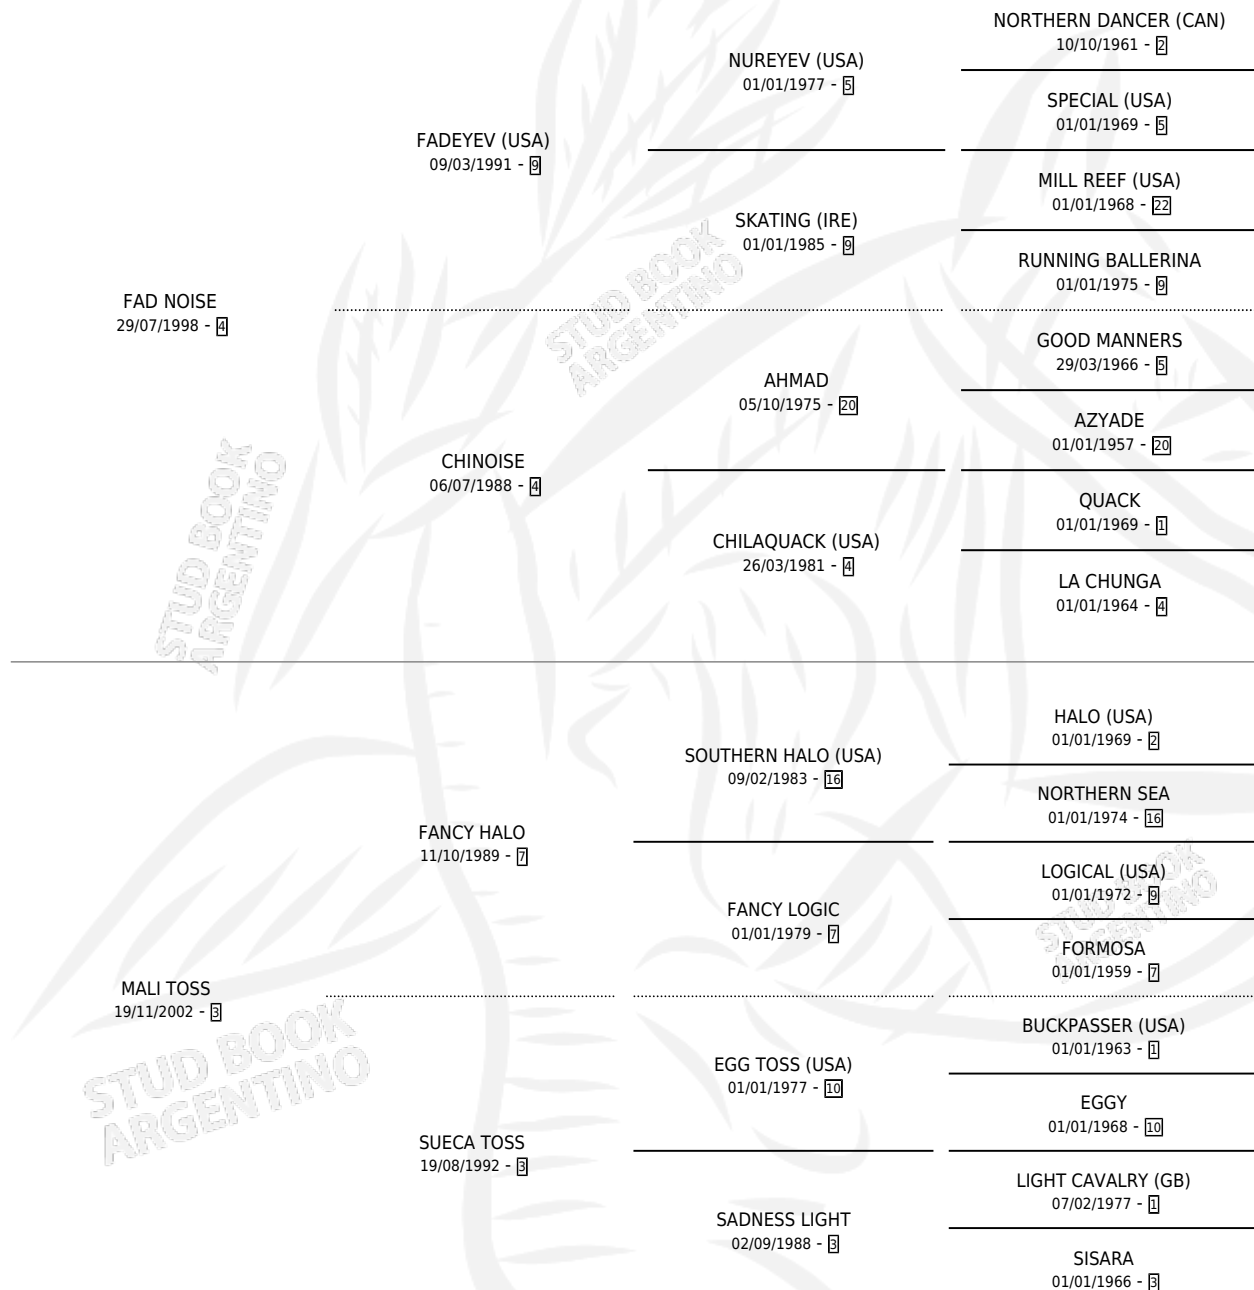 NORTHERN DANCER (CAN)
10/10/1961 - 2
NUREYEV (USA)
01/01/1977 - 5
SPECIAL (USA)
01/01/1969 - 5
FADEYEV (USA)
09/03/1991 - 9
MILL REEF (USA)
01/01/1968 - 22
SKATING (IRE)
01/01/1985 - 9
RUNNING BALLERINA
01/01/1975 - 9
FAD NOISE
29/07/1998 - 4
STUD BOOK
ARGENTINO
GOOD MANNERS
29/03/1966 - 5
AHMAD
05/10/1975 - 20
AZYADE
01/01/1957 - 20
CHINOISE
06/07/1988 - 4
QUACK
01/01/1969 - 1
CHILAQUACK (USA)
26/03/1981 - 4
LA CHUNGA
01/01/1964 - 4
STUD BOOK
ARGENTINO
HALO (USA)
01/01/1969 - 2
SOUTHERN HALO (USA)
09/02/1983 - 16
NORTHERN SEA
01/01/1974 - 16
FANCY HALO
11/10/1989 - 7
LOGICAL (USA)
01/01/1972 - 9
FANCY LOGIC
01/01/1979 - 7
STUD BOOK
ARGENTINO
FORMOSA
01/01/1959 - 7
MALI TOSS
19/11/2002 - 3
STUD BOOK
ARGENTINO
BUCKPASSER (USA)
01/01/1963 - 1
EGG TOSS (USA)
01/01/1977 - 10
EGGY
01/01/1968 - 10
SUECA TOSS
19/08/1992 - 3
LIGHT CAVALRY (GB)
07/02/1977 - 1
SADNESS LIGHT
02/09/1988 - 3
SISARA
01/01/1966 - 3